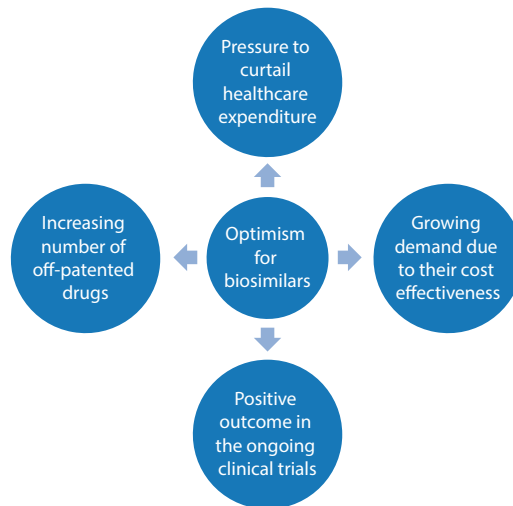 Pressure to
curtail
healthcare
expenditure
Increasing
number of
off-patented
drugs
Optimism
for
biosimilars
Growing
demand due
to their cost
effectiveness
Positive
outcome in
the ongoing
clinical trials